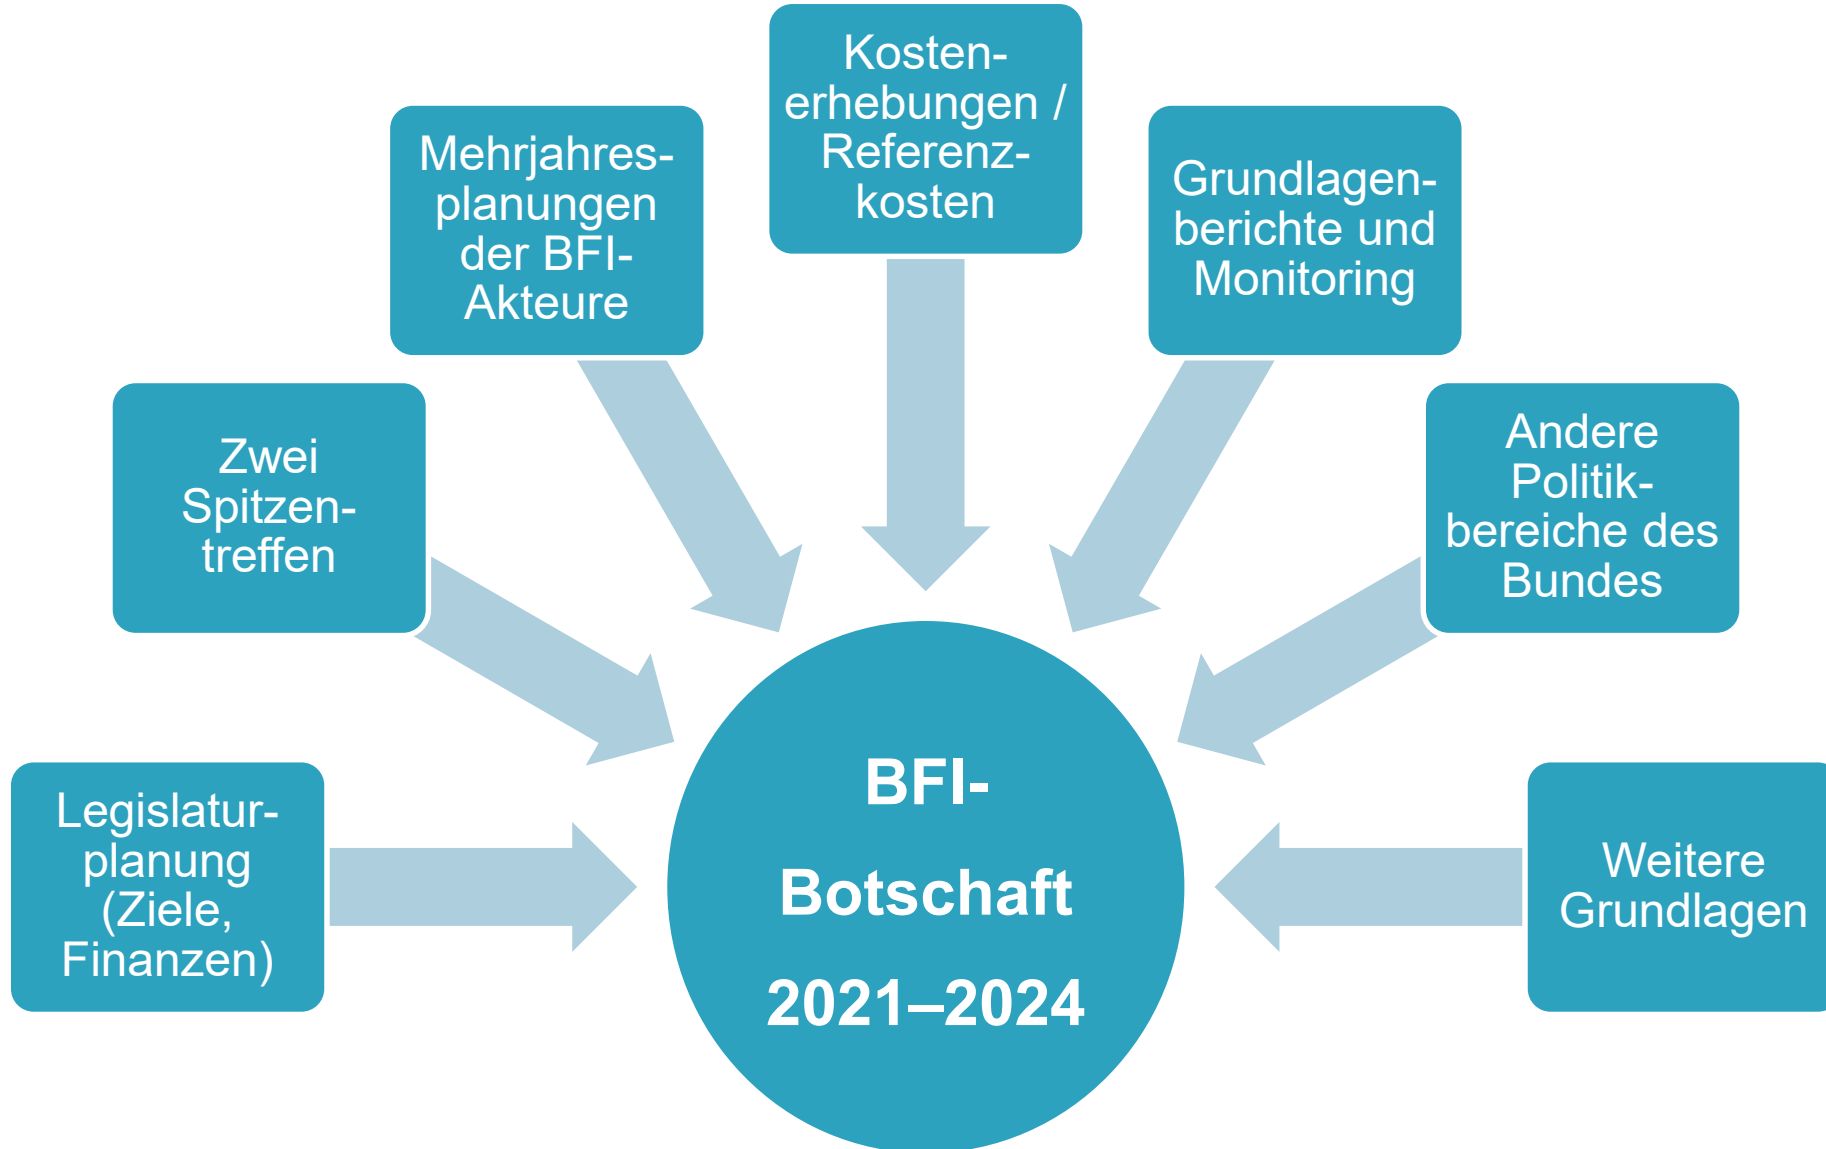 Kosten-
erhebungen /
Referenz-
kosten
Mehrjahres-
planungen
der BFI-
Akteure
Grundlagen-
berichte und
Monitoring
Zwei
Spitzen-
treffen
Andere
Politik-
bereiche des
Bundes
Legislatur-
planung
(Ziele,
Finanzen)
BFI-
Botschaft
2021–2024
Weitere
Grundlagen